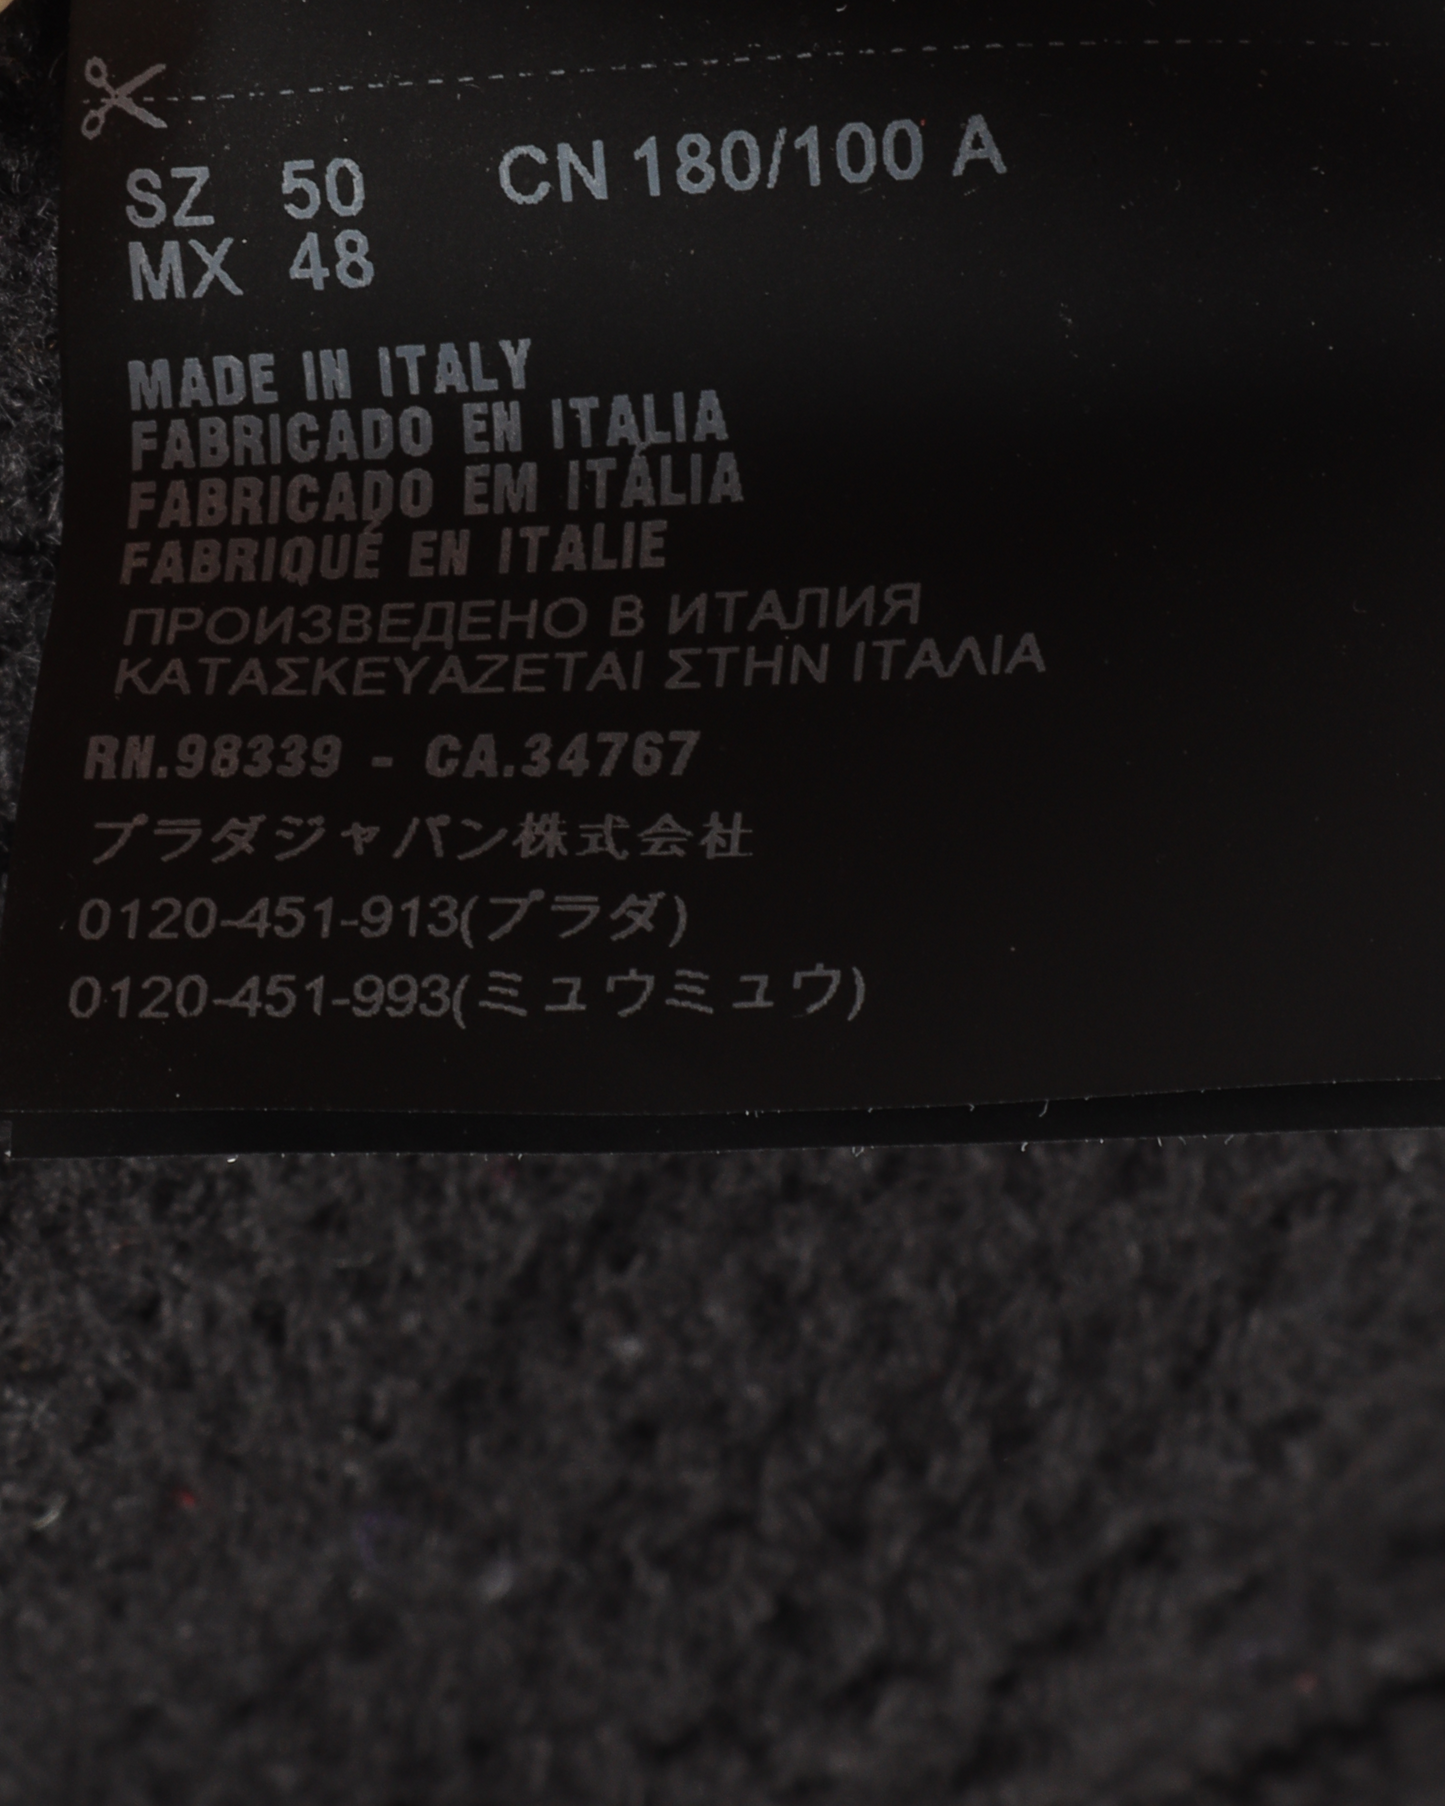 SZ 50 CN 180/100 A
MX 48
MADE IN ITALY
FABRICADO EN ITALIA
FABRICADO EM ITÁLIA
FABRIQUÉ EN ITALIE
ПРОИЗВЕДЕНО В ИТАЛИЯ
ΚΑΤΑΣΚΕΥΑΖΕΤΑΙ ΣΤΗΝ ΙΤΑΛΙΑ
RN.98339 - CA.34767
プラダジャパン株式会社
0120-451-913(プラダ)
0120-451-993(ミュウミュウ)